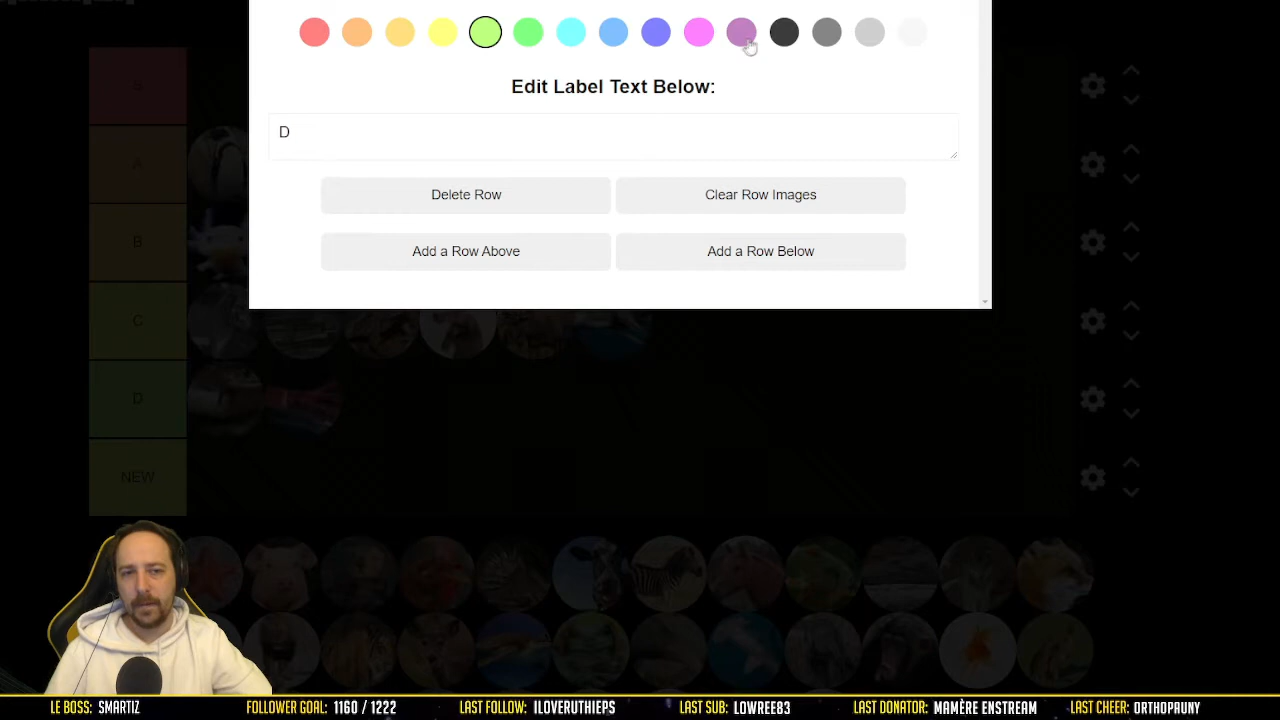 Edit Label Text Below:
D
Delete Row Clear Row Images
Add a Row Above Add a Row Below
S
A
B
C
D
NEW
LE BOSS: SMARTIZ FOLLOWER GOAL: 1160 / 1222 LAST FOLLOW: ILOVERUTHIEPS LAST SUB: LOWREE83 LAST DONATOR: MAMÈRE ENSTREAM LAST CHEER: ORTHOPAUNY